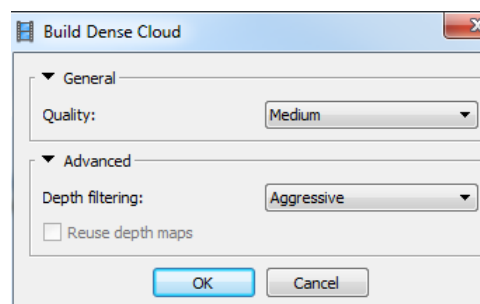 Build Dense Cloud
General
Quality: Medium
Advanced
Depth filtering: Aggressive
Reuse depth maps
OK Cancel